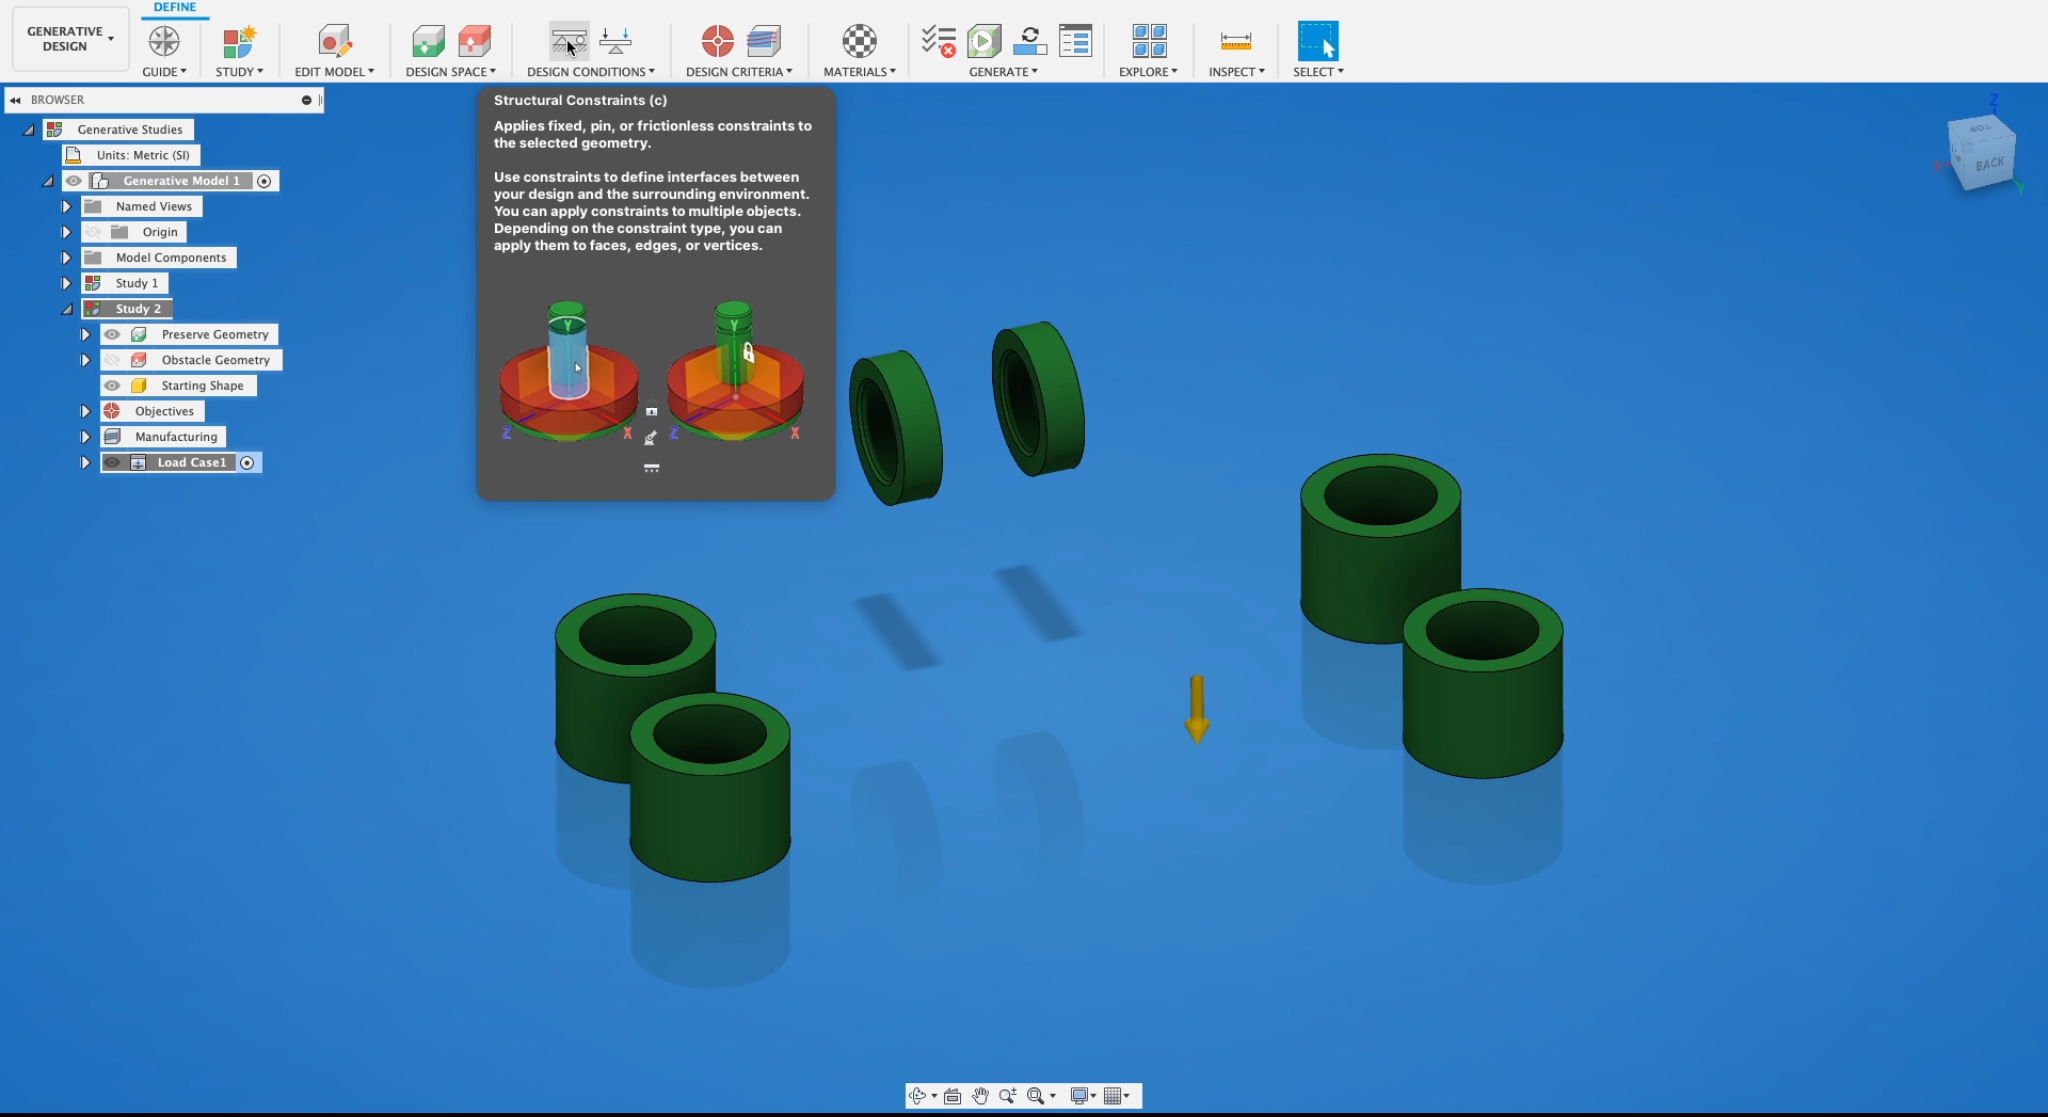 DEFINE
GENERATIVE
DESIGN
GUIDE
STUDY
EDIT MODEL
DESIGN SPACE
DESIGN CONDITIONS
DESIGN CRITERIA
MATERIALS
GENERATE
EXPLORE
INSPECT
SELECT
BROWSER
Generative Studies
Units: Metric (SI)
Generative Model 1
Named Views
Origin
Model Components
Study 1
Study 2
Preserve Geometry
Obstacle Geometry
Starting Shape
Objectives
Manufacturing
Load Case1
Structural Constraints (c)
Applies fixed, pin, or frictionless constraints to
the selected geometry.
Use constraints to define interfaces between
your design and the surrounding environment.
You can apply constraints to multiple objects.
Depending on the constraint type, you can
apply them to faces, edges, or vertices.
Y
Y
Z
X
Z
X
Z
TOP
BACK
X
Y